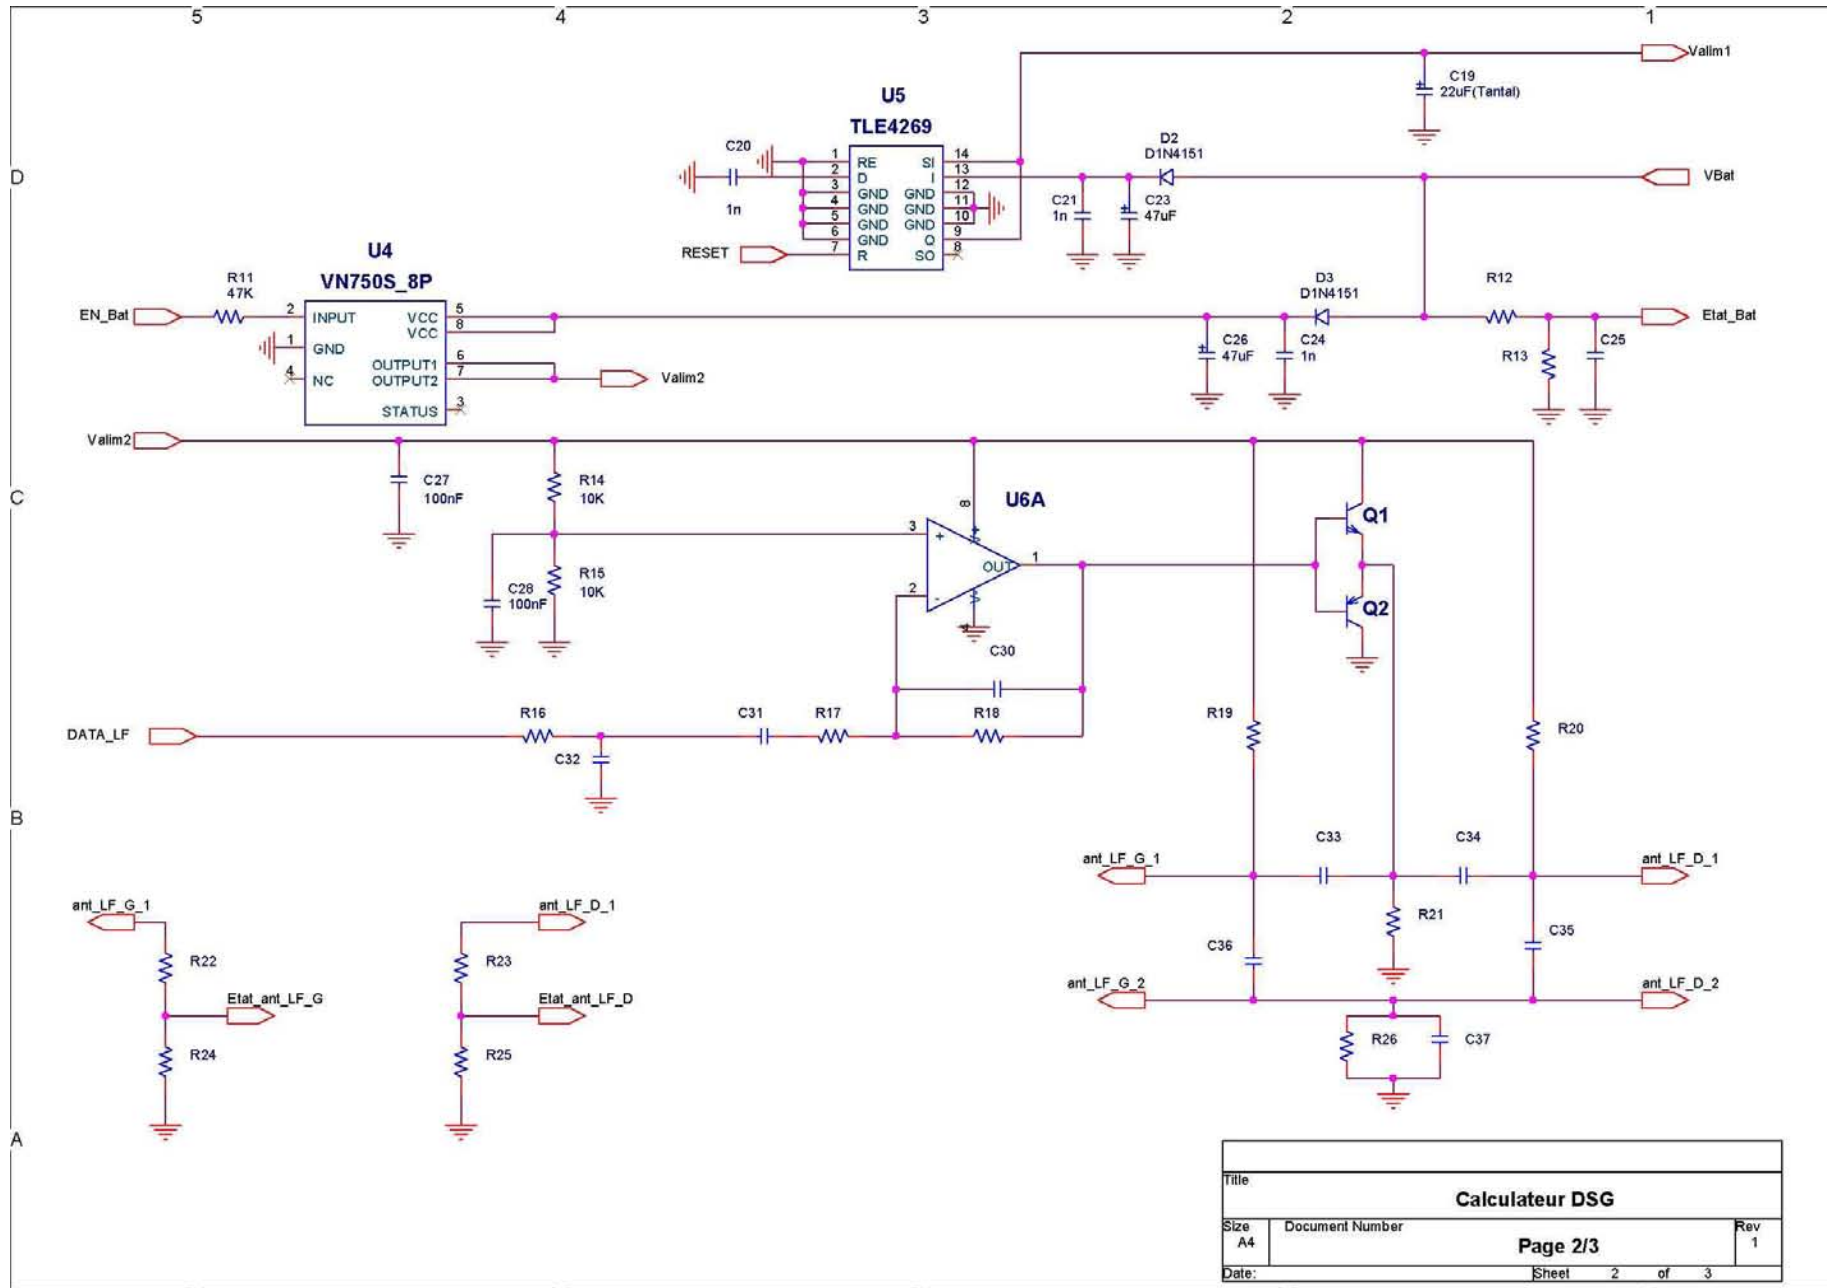 5 4 3 2 1
Valim1
C19
22uF(Tantal)
U5
TLE4269
D2
D1N4151
C20
1n
1 RE SI 14
2 D I 13
3 GND GND 12
4 GND GND 11
5 GND GND 10
6 GND Q 9
7 R SO 8
D
C21
1n
C23
47uF
VBat
RESET
U4
VN750S_8P
R11
47K
D3
D1N4151
R12
EN_Bat
2 INPUT VCC 5
VCC 8
1 GND
OUTPUT1 6
4 NC OUTPUT2 7
STATUS 3
Valim2
C26
47uF
C24
1n
R13
C25
Etat_Bat
Valim2
C
C27
100nF
R14
10K
U6A
8
3 +
OUT 1
2 -
4
Q1
Q2
C28
100nF
R15
10K
C30
DATA_LF
R16
C32
C31
R17
R18
R19
R20
B
C33
C34
ant_LF_G_1
ant_LF_D_1
R21
C36
C35
ant_LF_G_2
ant_LF_D_2
R26
C37
ant_LF_G_1
ant_LF_D_1
R22
R23
Etat_ant_LF_G
Etat_ant_LF_D
R24
R25
A
Title
Calculateur DSG
Size
A4
Document Number
Page 2/3
Rev
1
Date:
Sheet 2 of 3